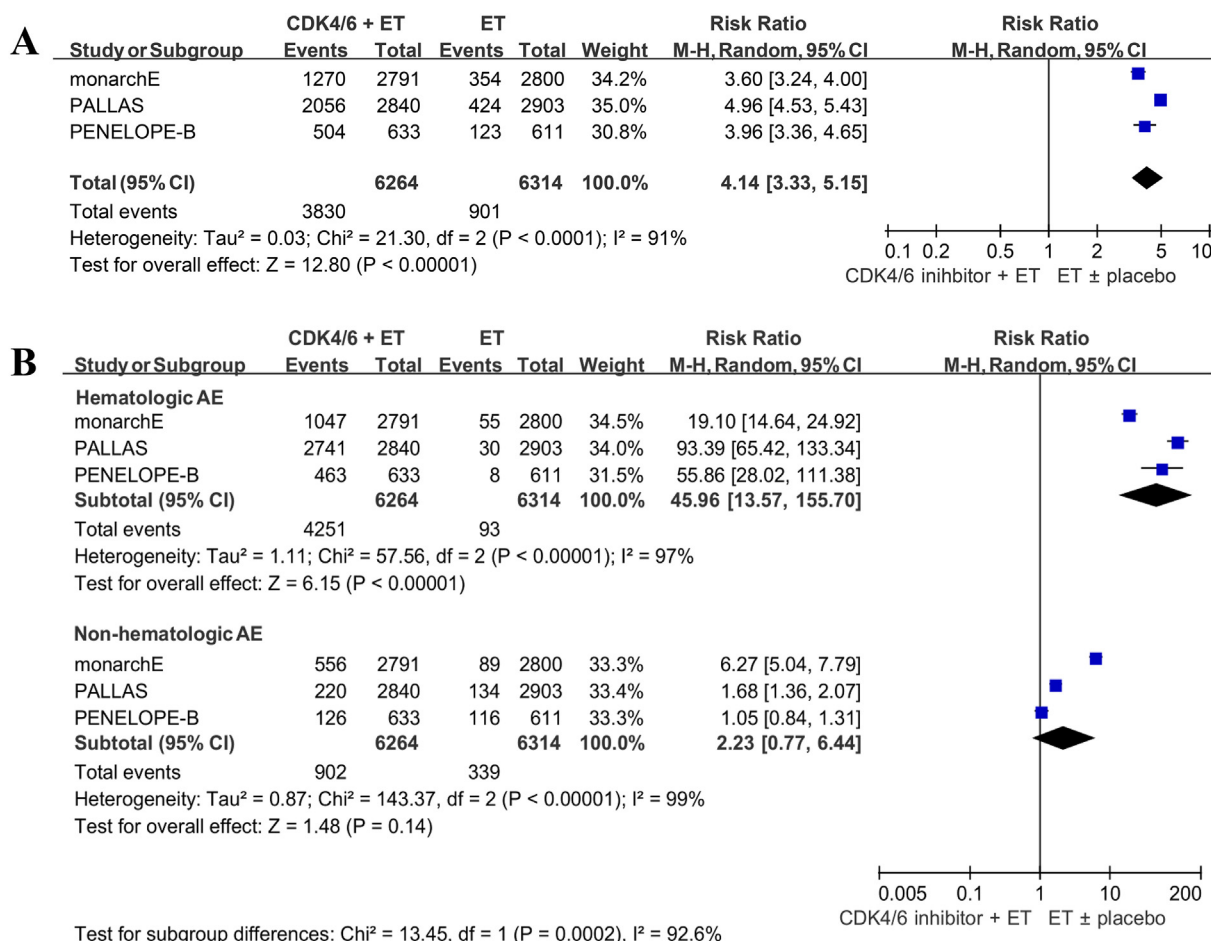 A
CDK4/6 + ET ET Risk Ratio Risk Ratio
Study or Subgroup Events Total Events Total Weight M-H, Random, 95% CI M-H, Random, 95% CI
monarchE 1270 2791 354 2800 34.2% 3.60 [3.24, 4.00]
PALLAS 2056 2840 424 2903 35.0% 4.96 [4.53, 5.43]
PENELOPE-B 504 633 123 611 30.8% 3.96 [3.36, 4.65]
Total (95% CI) 6264 6314 100.0% 4.14 [3.33, 5.15]
Total events 3830 901
Heterogeneity: Tau² = 0.03; Chi² = 21.30, df = 2 (P < 0.0001); I² = 91%
Test for overall effect: Z = 12.80 (P < 0.00001)
0.1 0.2 0.5 1 2 5 10
CDK4/6 inihbitor + ET ET ± placebo
B
CDK4/6 + ET ET Risk Ratio Risk Ratio
Study or Subgroup Events Total Events Total Weight M-H, Random, 95% CI M-H, Random, 95% CI
Hematologic AE
monarchE 1047 2791 55 2800 34.5% 19.10 [14.64, 24.92]
PALLAS 2741 2840 30 2903 34.0% 93.39 [65.42, 133.34]
PENELOPE-B 463 633 8 611 31.5% 55.86 [28.02, 111.38]
Subtotal (95% CI) 6264 6314 100.0% 45.96 [13.57, 155.70]
Total events 4251 93
Heterogeneity: Tau² = 1.11; Chi² = 57.56, df = 2 (P < 0.00001); I² = 97%
Test for overall effect: Z = 6.15 (P < 0.00001)
Non-hematologic AE
monarchE 556 2791 89 2800 33.3% 6.27 [5.04, 7.79]
PALLAS 220 2840 134 2903 33.4% 1.68 [1.36, 2.07]
PENELOPE-B 126 633 116 611 33.3% 1.05 [0.84, 1.31]
Subtotal (95% CI) 6264 6314 100.0% 2.23 [0.77, 6.44]
Total events 902 339
Heterogeneity: Tau² = 0.87; Chi² = 143.37, df = 2 (P < 0.00001); I² = 99%
Test for overall effect: Z = 1.48 (P = 0.14)
0.005 0.1 1 10 200
CDK4/6 inhibitor + ET ET ± placebo
Test for subgroup differences: Chi² = 13.45, df = 1 (P = 0.0002), I² = 92.6%